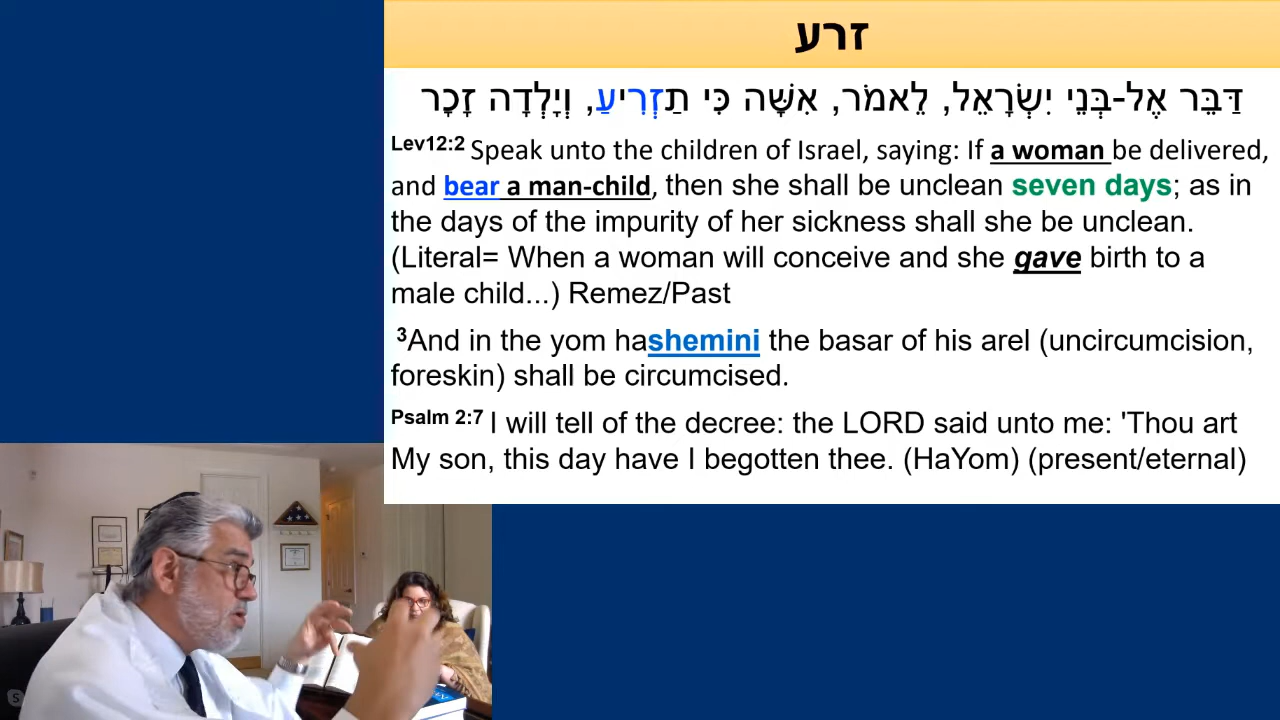 זרע
דַּבֵּר אֶל-בְּנֵי יִשְׂרָאֵל, לֵאמֹר, אִשָּׁה כִּי תַזְרִיעַ, וְיָלְדָה זָכָר
Lev12:2 Speak unto the children of Israel, saying: If a woman be delivered,
and bear a man-child, then she shall be unclean seven days; as in
the days of the impurity of her sickness shall she be unclean.
(Literal= When a woman will conceive and she gave birth to a
male child...) Remez/Past
3And in the yom hashemini the basar of his arel (uncircumcision,
foreskin) shall be circumcised.
Psalm 2:7 I will tell of the decree: the LORD said unto me: 'Thou art
My son, this day have I begotten thee. (HaYom) (present/eternal)